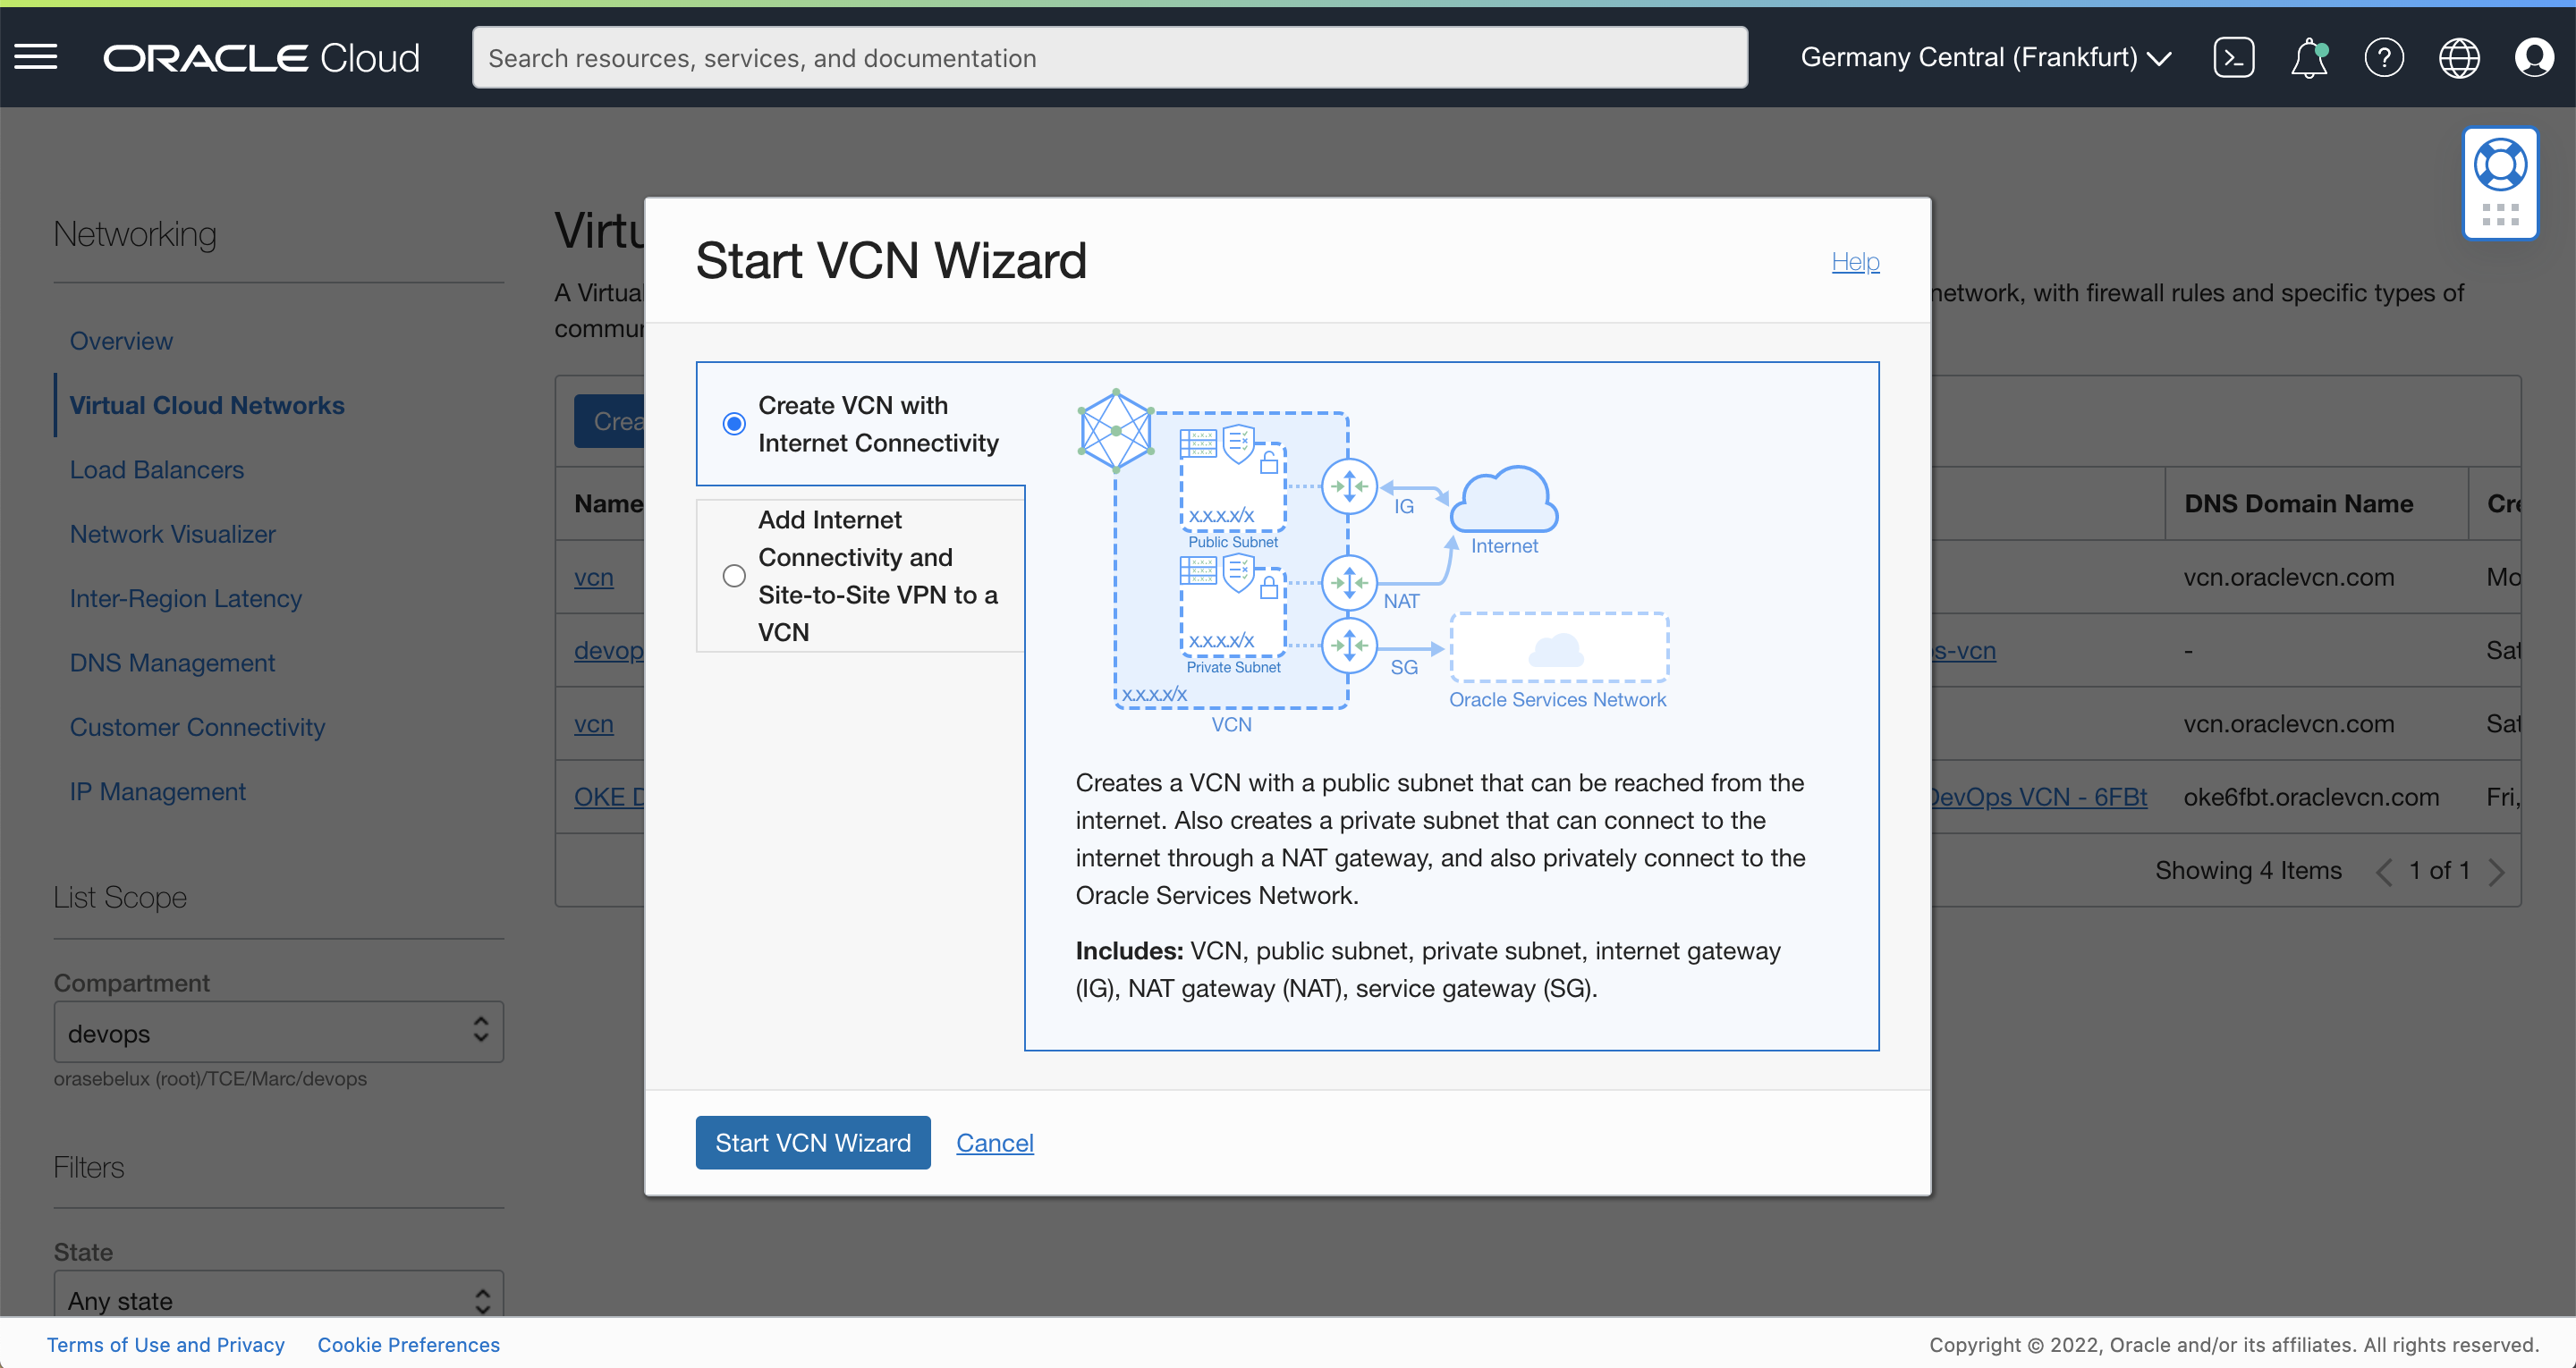 ORACLE Cloud
Search resources, services, and documentation
Germany Central (Frankfurt)
Networking
Overview
Virtual Cloud Networks
Load Balancers
Network Visualizer
Inter-Region Latency
DNS Management
Customer Connectivity
IP Management
List Scope
Compartment
devops
orasebelux (root)/TCE/Marc/devops
Filters
State
Any state
Virtu
A Virtua
network, with firewall rules and specific types of
commun
Crea
Name
DNS Domain Name
Cre
vcn
vcn.oraclevcn.com
Mo
devop
s-vcn
-
Sat
vcn
vcn.oraclevcn.com
Sat
OKE D
DevOps VCN - 6FBt
oke6fbt.oraclevcn.com
Fri,
Showing 4 Items
1 of 1
Start VCN Wizard
Help
Create VCN with
Internet Connectivity
Add Internet
Connectivity and
Site-to-Site VPN to a
VCN
x.x.x.x/x
Public Subnet
x.x.x.x/x
Private Subnet
x.x.x.x/x
VCN
IG
Internet
NAT
SG
Oracle Services Network
Creates a VCN with a public subnet that can be reached from the
internet. Also creates a private subnet that can connect to the
internet through a NAT gateway, and also privately connect to the
Oracle Services Network.
Includes: VCN, public subnet, private subnet, internet gateway
(IG), NAT gateway (NAT), service gateway (SG).
Start VCN Wizard
Cancel
Terms of Use and Privacy
Cookie Preferences
Copyright © 2022, Oracle and/or its affiliates. All rights reserved.